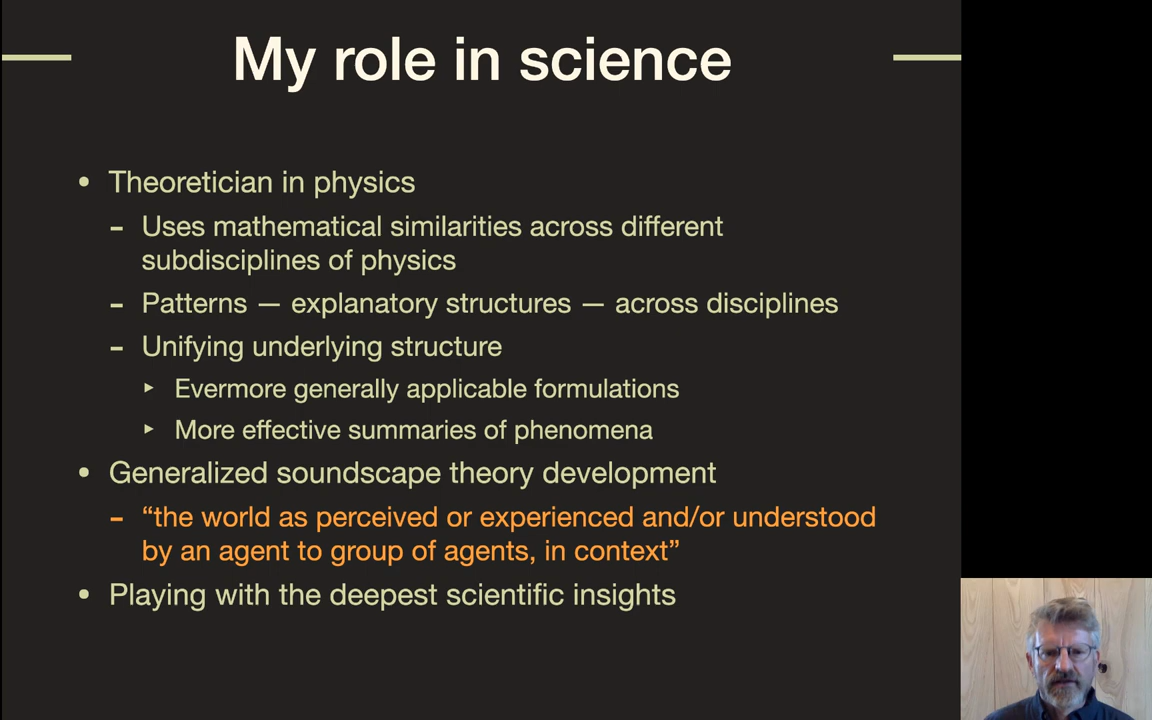 My role in science
• Theoretician in physics
– Uses mathematical similarities across different
subdisciplines of physics
– Patterns — explanatory structures — across disciplines
– Unifying underlying structure
‣ Evermore generally applicable formulations
‣ More effective summaries of phenomena
• Generalized soundscape theory development
– “the world as perceived or experienced and/or understood
by an agent to group of agents, in context”
• Playing with the deepest scientific insights